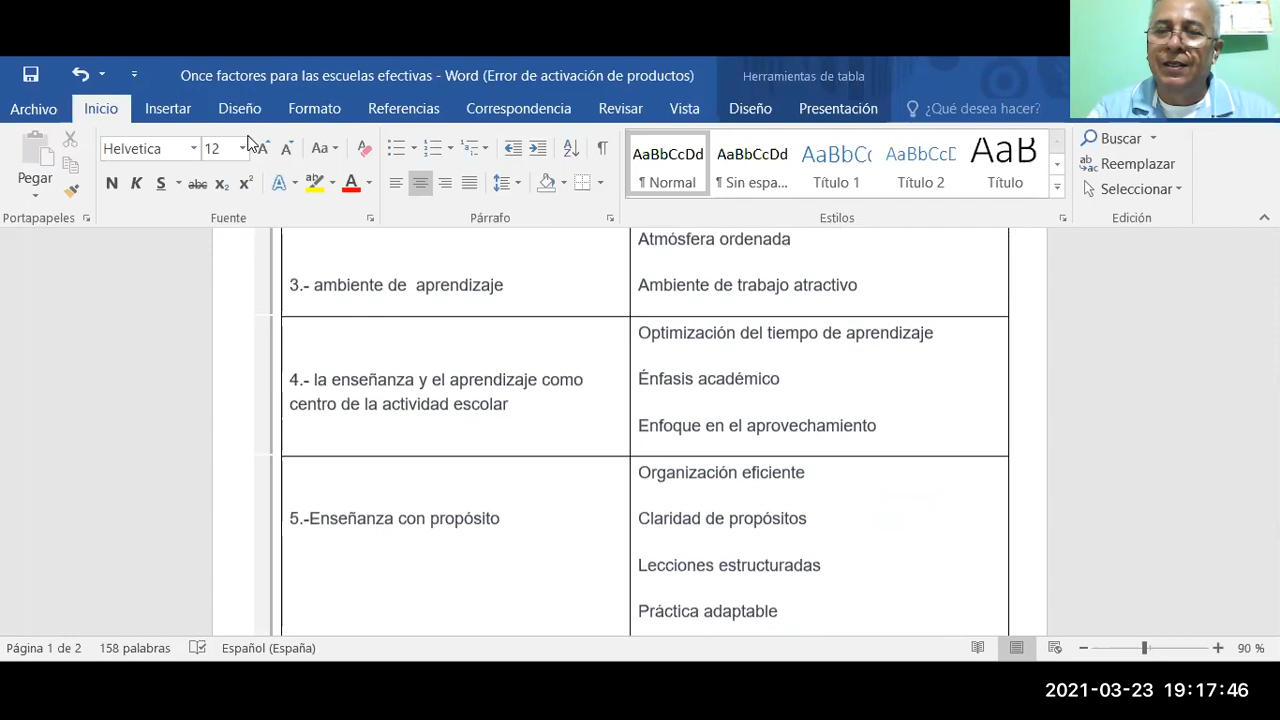 Once factores para las escuelas efectivas - Word (Error de activación de productos)
Herramientas de tabla
Archivo Inicio Insertar Diseño Formato Referencias Correspondencia Revisar Vista Diseño Presentación ¿Qué desea hacer?
Pegar
Helvetica 12 Aa
N K S abc x₂ x² A A
AaBbCcDd AaBbCcDd AaBbCc AaBbCcD AaB
¶ Normal ¶ Sin espa... Título 1 Título 2 Título
Buscar
Reemplazar
Seleccionar
Portapapeles Fuente Párrafo Estilos Edición
Atmósfera ordenada
3.- ambiente de  aprendizaje
Ambiente de trabajo atractivo
4.- la enseñanza y el aprendizaje como
centro de la actividad escolar
Optimización del tiempo de aprendizaje
Énfasis académico
Enfoque en el aprovechamiento
5.-Enseñanza con propósito
Organización eficiente
Claridad de propósitos
Lecciones estructuradas
Práctica adaptable
Página 1 de 2 158 palabras Español (España) 90 %
2021-03-23 19:17:46